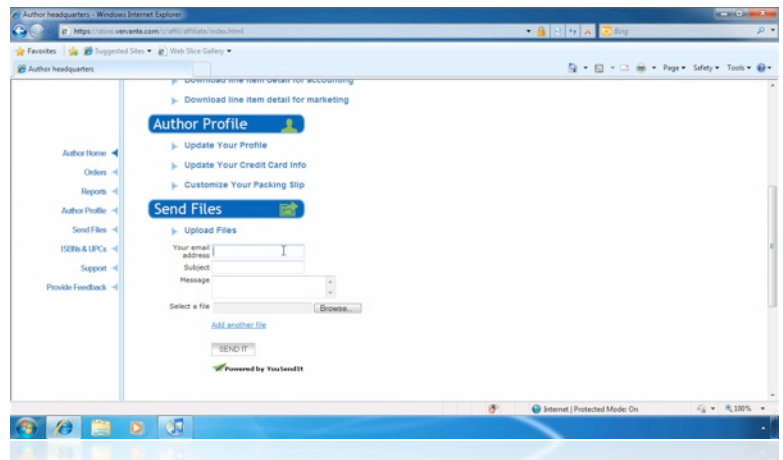 Author headquarters - Windows Internet Explorer
https://store.vervante.com/c/affil/affiliate/index.html
Bing
Favorites
Suggested Sites
Web Slice Gallery
Author headquarters
Page
Safety
Tools
Download line item detail for accounting
Download line item detail for marketing
Author Profile
Update Your Profile
Update Your Credit Card Info
Customize Your Packing Slip
Send Files
Upload Files
Your email
address
Subject
Message
Select a file
Browse...
Add another file
SEND IT
Powered by YouSendIt
Author Home
Orders
Reports
Author Profile
Send Files
ISBNs & UPCs
Support
Provide Feedback
Internet | Protected Mode: On
100%